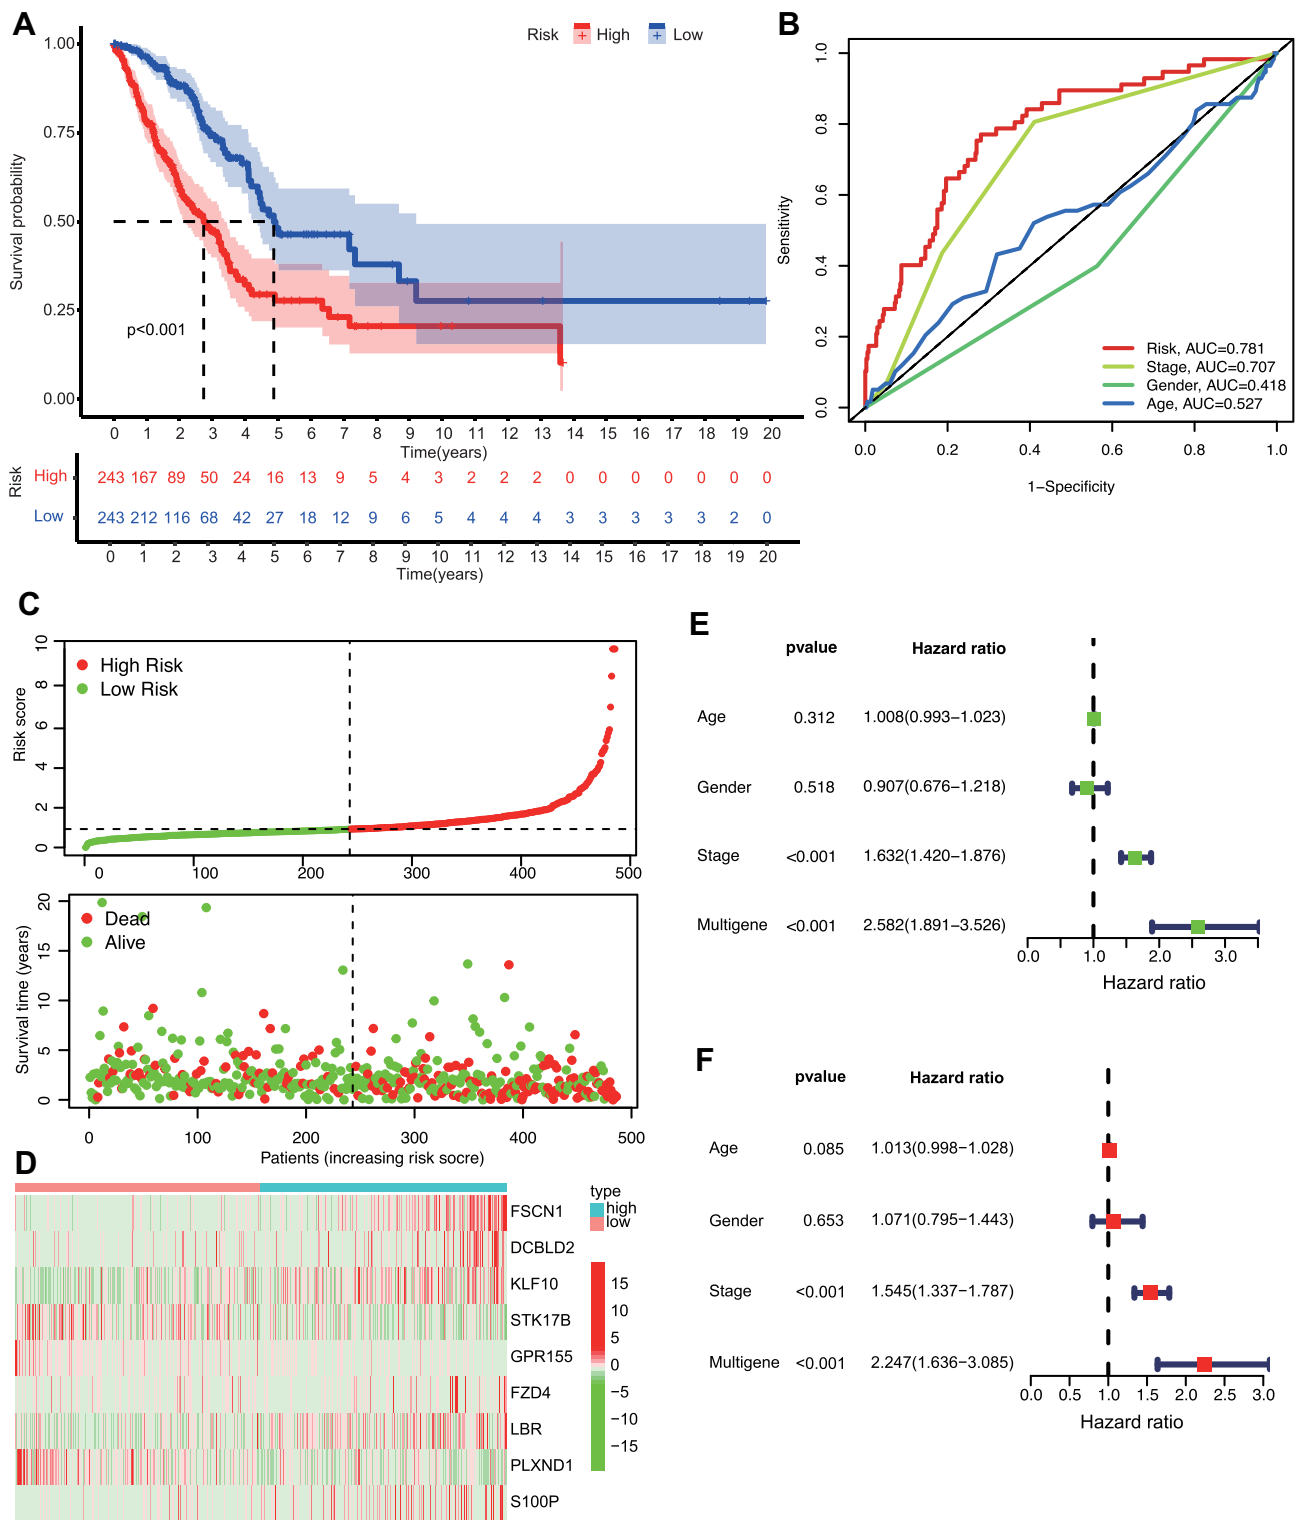 A
Risk High Low
1.00
0.75
0.50
0.25
0.00
Survival probability
p<0.001
0 1 2 3 4 5 6 7 8 9 10 11 12 13 14 15 16 17 18 19 20
Time(years)
Risk
High 243 167 89 50 24 16 13 9 5 4 3 2 2 2 0 0 0 0 0 0 0
Low 243 212 116 68 42 27 18 12 9 6 5 4 4 4 3 3 3 3 3 2 0
0 1 2 3 4 5 6 7 8 9 10 11 12 13 14 15 16 17 18 19 20
Time(years)
B
1.0
0.8
0.6
0.4
0.2
0.0
Sensitivity
Risk, AUC=0.781
Stage, AUC=0.707
Gender, AUC=0.418
Age, AUC=0.527
0.0 0.2 0.4 0.6 0.8 1.0
1−Specificity
C
10
8
6
4
2
0
Risk score
High Risk
Low Risk
0 100 200 300 400 500
20
15
10
5
0
Survival time (years)
Dead
Alive
0 100 200 300 400 500
Patients (increasing risk socre)
D
type
high
low
FSCN1
DCBLD2
KLF10
STK17B
GPR155
FZD4
LBR
PLXND1
S100P
15
10
5
0
−5
−10
−15
E
pvalue Hazard ratio
Age 0.312 1.008(0.993−1.023)
Gender 0.518 0.907(0.676−1.218)
Stage <0.001 1.632(1.420−1.876)
Multigene <0.001 2.582(1.891−3.526)
0.0 1.0 2.0 3.0
Hazard ratio
F
pvalue Hazard ratio
Age 0.085 1.013(0.998−1.028)
Gender 0.653 1.071(0.795−1.443)
Stage <0.001 1.545(1.337−1.787)
Multigene <0.001 2.247(1.636−3.085)
0.0 0.5 1.0 1.5 2.0 2.5 3.0
Hazard ratio